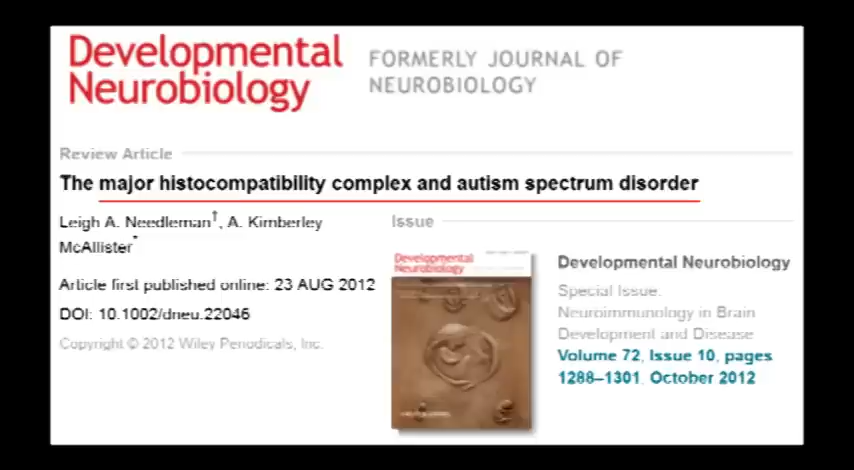 Developmental
Neurobiology
FORMERLY JOURNAL OF
NEUROBIOLOGY
Review Article
The major histocompatibility complex and autism spectrum disorder
Leigh A. Needleman†, A. Kimberley
McAllister*
Article first published online: 23 AUG 2012
DOI: 10.1002/dneu.22046
Copyright © 2012 Wiley Periodicals, Inc.
Issue
Developmental
Neurobiology
Developmental Neurobiology
Special Issue:
Neuroimmunology in Brain
Development and Disease
Volume 72, Issue 10, pages
1288–1301, October 2012